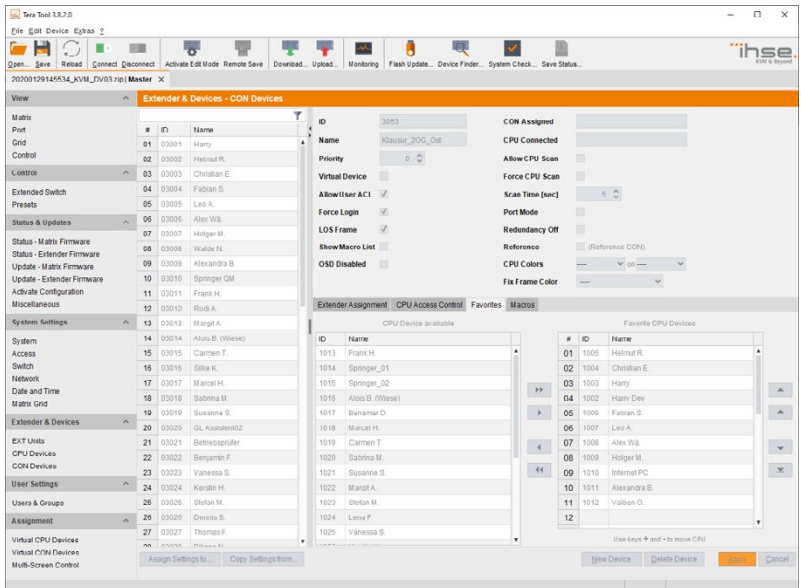 Tera Tool 3.8.2.0
File Edit Device Extras ?
Open... Save Reload Connect Disconnect Activate Edit Mode Remote Save Download... Upload... Monitoring Flash Update... Device Finder... System Check... Save Status...
ihse.
KVM & Beyond
20200129145534_KVM_DV03.zip | Master ×
View
Matrix
Port
Grid
Control
Control
Extended Switch
Presets
Status & Updates
Status - Matrix Firmware
Status - Extender Firmware
Update - Matrix Firmware
Update - Extender Firmware
Activate Configuration
Miscellaneous
System Settings
System
Access
Switch
Network
Date and Time
Matrix Grid
Extender & Devices
EXT Units
CPU Devices
CON Devices
User Settings
Users & Groups
Assignment
Virtual CPU Devices
Virtual CON Devices
Multi-Screen Control
Extender & Devices - CON Devices
# ID Name
01 03001 Harry
02 03002 Helmut R.
03 03003 Christian E.
04 03004 Fabian S.
05 03005 Leo A.
06 03006 Alex Wä.
07 03007 Holger M.
08 03008 Walde N.
09 03009 Alexandra B.
10 03010 Springer QM
11 03011 Frank H.
12 03012 Rudi A.
13 03013 Margit A.
14 03014 Alois B. (Wiese)
15 03015 Carmen T.
16 03016 Silke K.
17 03017 Marcel H.
18 03018 Sabrina M.
19 03019 Susanne S.
20 03020 GL Assistent02
21 03021 Betriebsprüfer
22 03022 Benjamin F.
23 03023 Vanessa S.
24 03024 Kerstin H.
25 03025 Stefan M.
26 03026 Dennis S.
27 03027 Thomas F.
Assign Settings to... Copy Settings from...
ID 3053
Name Klausur_2OG_Ost
Priority 0
Virtual Device
Allow User ACL
Force Login
LOS Frame
Show Macro List
OSD Disabled
CON Assigned
CPU Connected
Allow CPU Scan
Force CPU Scan
Scan Time [sec] 5
Port Mode
Redundancy Off
Reference (Reference CON)
CPU Colors ---- on ----
Fix Frame Color ----
Extender Assignment CPU Access Control Favorites Macros
CPU Device available
ID Name
1013 Frank H.
1014 Springer_01
1015 Springer_02
1016 Alois B. (Wiese)
1017 Benamar D.
1018 Marcel H.
1019 Carmen T.
1020 Sabrina M.
1021 Susanne S.
1022 Margit A.
1023 Stefan M.
1024 Lena F.
1025 Vanessa S.
Favorite CPU Devices
# ID Name
01 1005 Helmut R.
02 1004 Christian E.
03 1003 Harry
04 1002 Harry Dev
05 1006 Fabian S.
06 1007 Leo A.
07 1008 Alex Wä.
08 1009 Holger M.
09 1010 Internet PC
10 1011 Alexandra B.
11 1012 Volben O.
12
Use keys + and - to move CPU
New Device Delete Device Apply Cancel